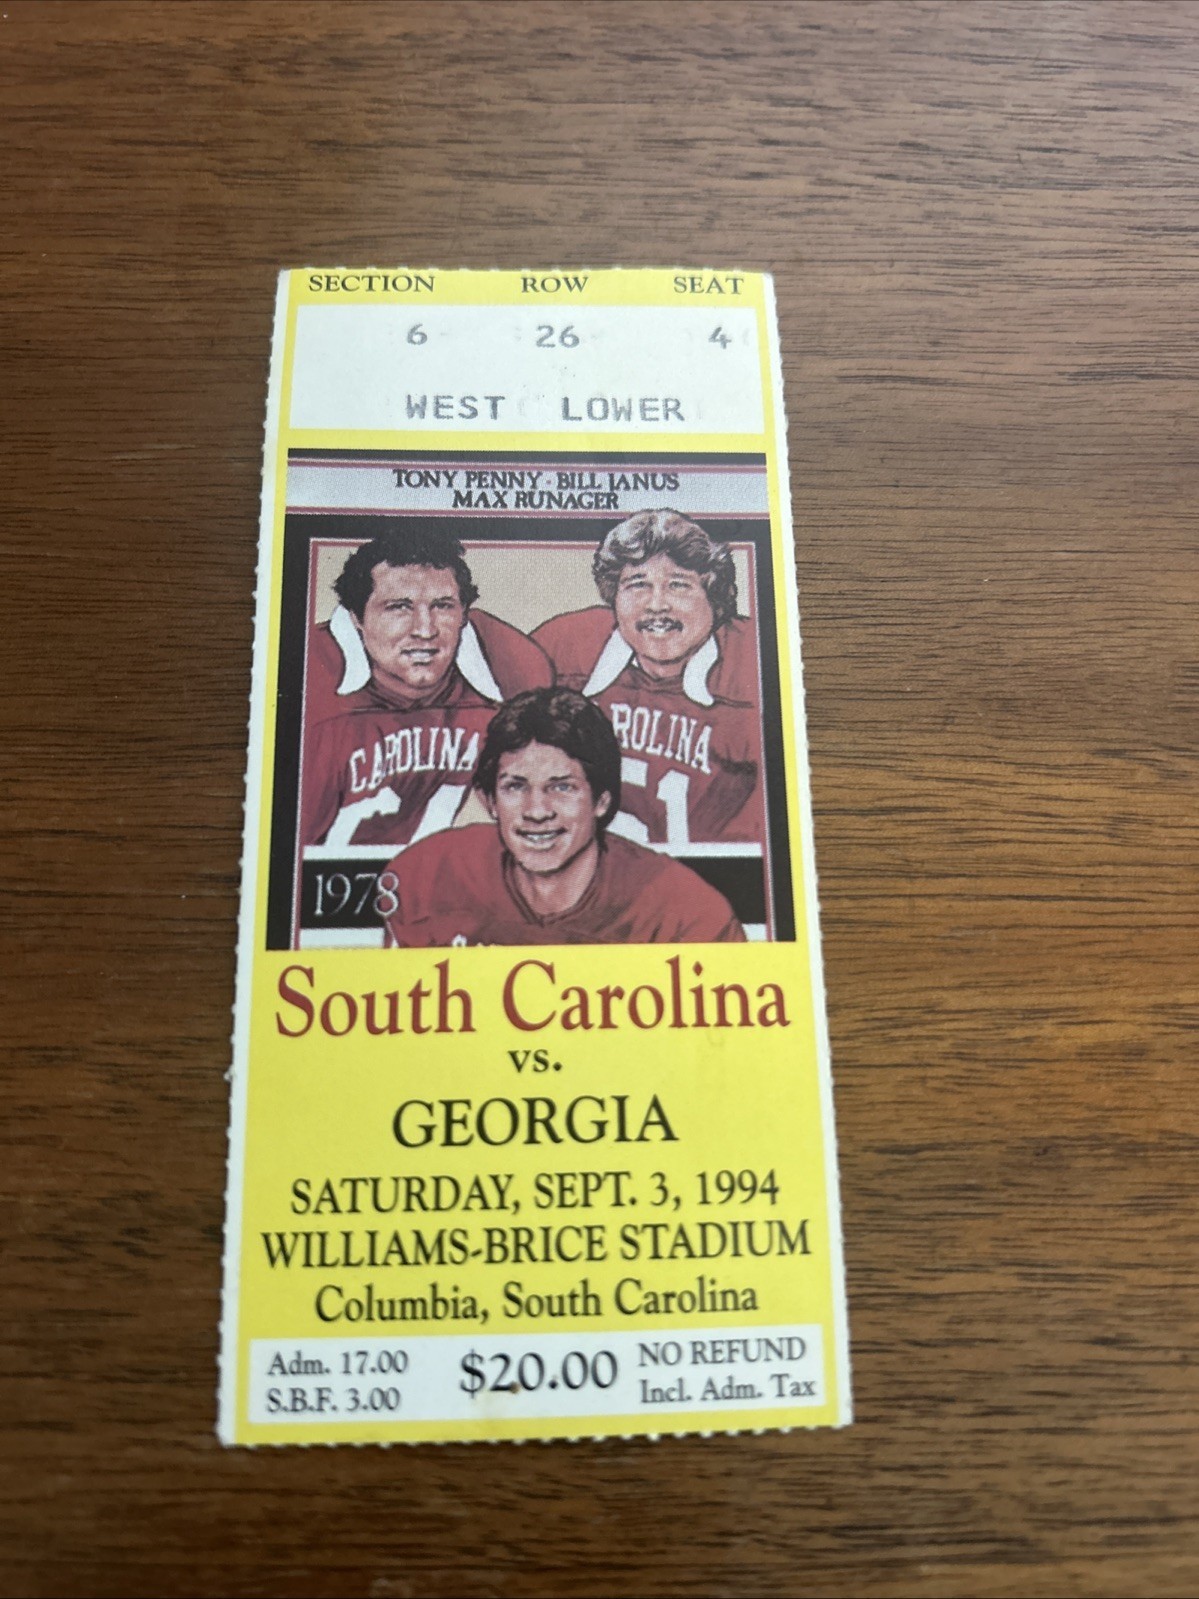 SECTION ROW SEAT
6 26 4
WEST LOWER
TONY PENNY · BILL JANUS
MAX RUNAGER
CAROLINA
ROLINA
51
1978
South Carolina
vs.
GEORGIA
SATURDAY, SEPT. 3, 1994
WILLIAMS-BRICE STADIUM
Columbia, South Carolina
Adm. 17.00 $20.00 NO REFUND
S.B.F. 3.00 Incl. Adm. Tax